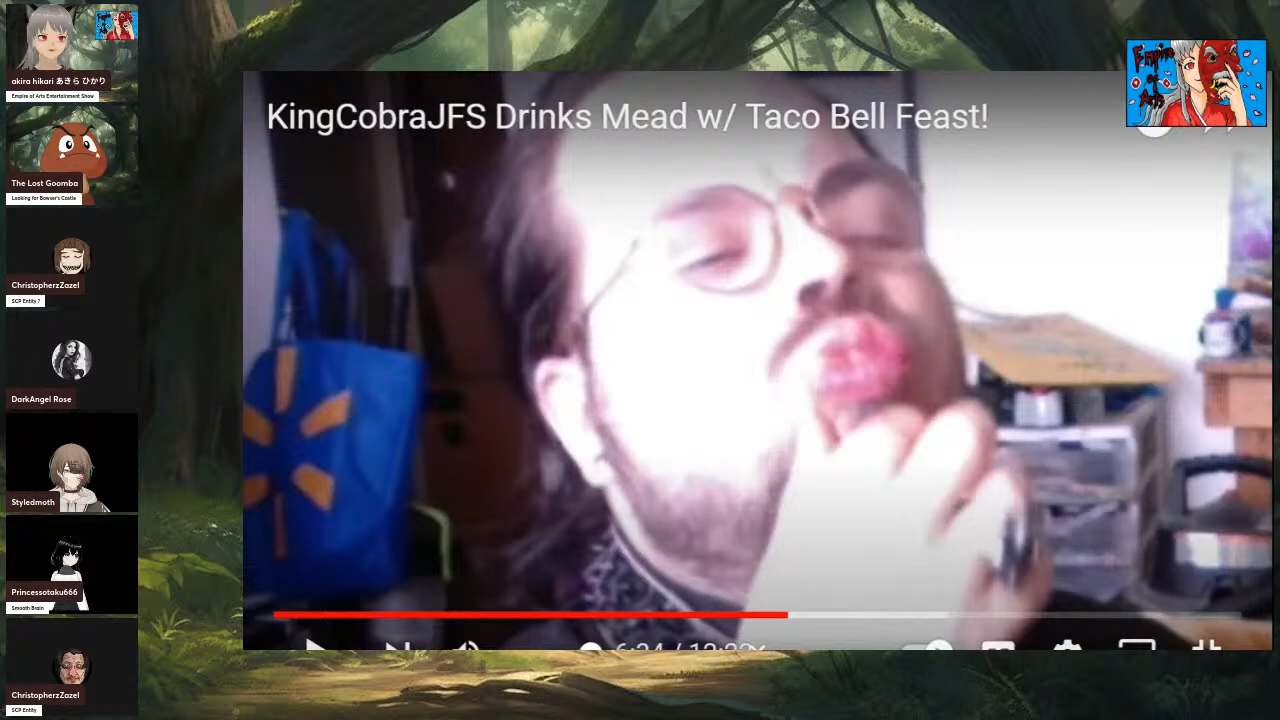 akira hikari あきら ひかり
Empire of Arts Entertainment Show
The Lost Goomba
Looking for Bowser's Castle
ChristopherzZazel
SCP Entity ?
DarkAngel Rose
Styledmoth
Princessotaku666
Smooth Brain
ChristopherzZazel
SCP Entity
KingCobraJFS Drinks Mead w/ Taco Bell Feast!
Empire
of
Arts